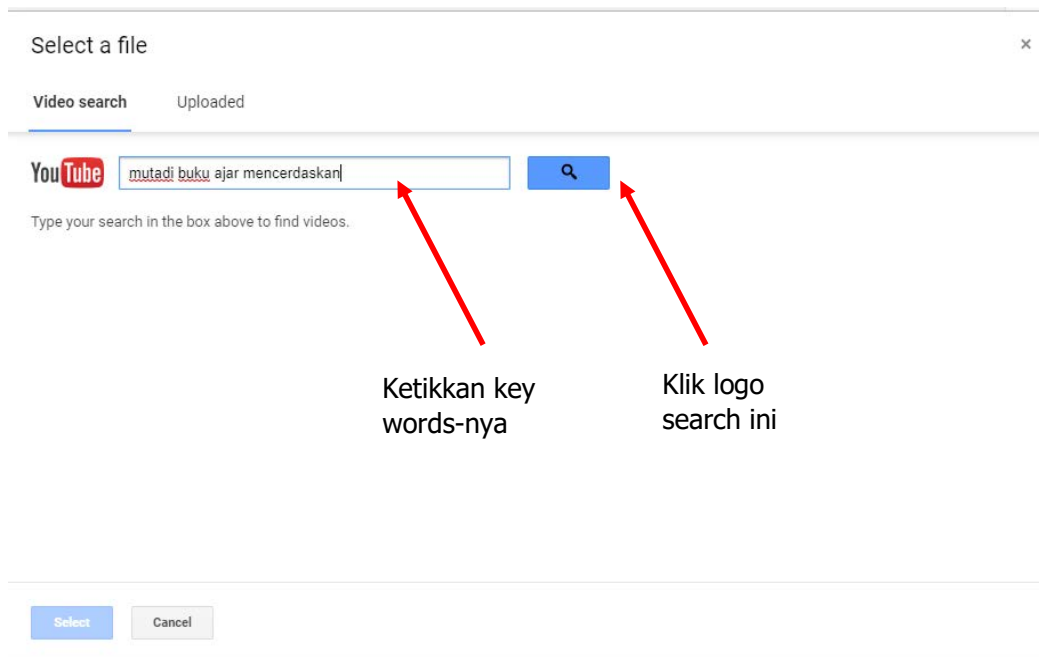 Select a file
×
Video search Uploaded
YouTube mutadi buku ajar mencerdaskan
Type your search in the box above to find videos.
Ketikkan key
words-nya
Klik logo
search ini
Select Cancel